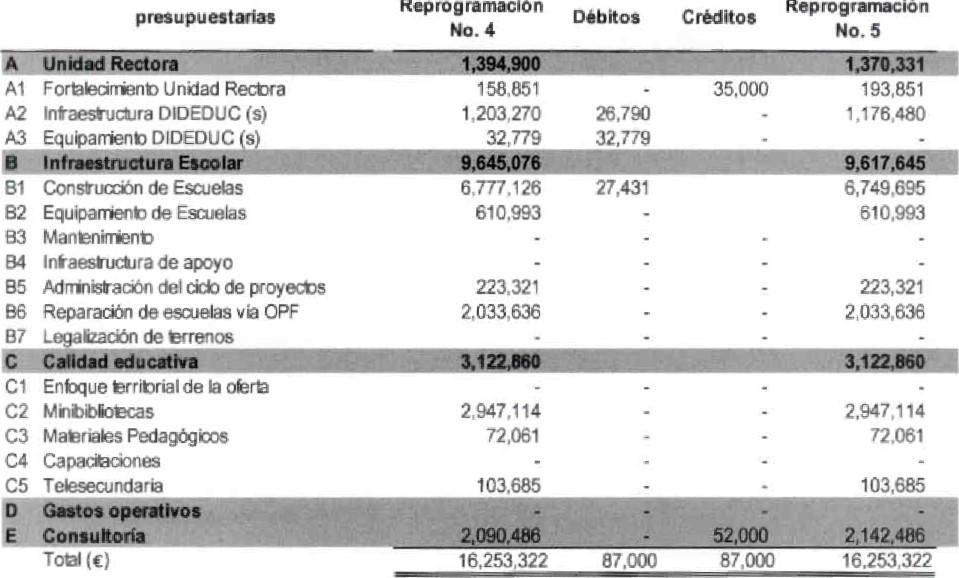 presupuestarias Reprogramación No. 4 Débitos Créditos Reprogramación No. 5
A Unidad Rectora 1,394,900 1,370,331
A1 Fortalecimiento Unidad Rectora 158,851 - 35,000 193,851
A2 Infraestructura DIDEDUC (s) 1,203,270 26,790 - 1,176,480
A3 Equipamiento DIDEDUC (s) 32,779 32,779 - -
B Infraestructura Escolar 9,645,076 9,617,645
B1 Construcción de Escuelas 6,777,126 27,431 6,749,695
B2 Equipamiento de Escuelas 610,993 - 610,993
B3 Mantenimiento - - - -
B4 Infraestructura de apoyo - - - -
B5 Administración del ciclo de proyectos 223,321 - - 223,321
B6 Reparación de escuelas vía OPF 2,033,636 - - 2,033,636
B7 Legalización de terrenos - - - -
C Calidad educativa 3,122,860 3,122,860
C1 Enfoque territorial de la oferta - - - -
C2 Minibibliotecas 2,947,114 - - 2,947,114
C3 Materiales Pedagógicos 72,061 - - 72,061
C4 Capacitaciones - - - -
C5 Telesecundaria 103,685 - - 103,685
D Gastos operativos - - - -
E Consultoría 2,090,486 - 52,000 2,142,486
Total (€) 16,253,322 87,000 87,000 16,253,322